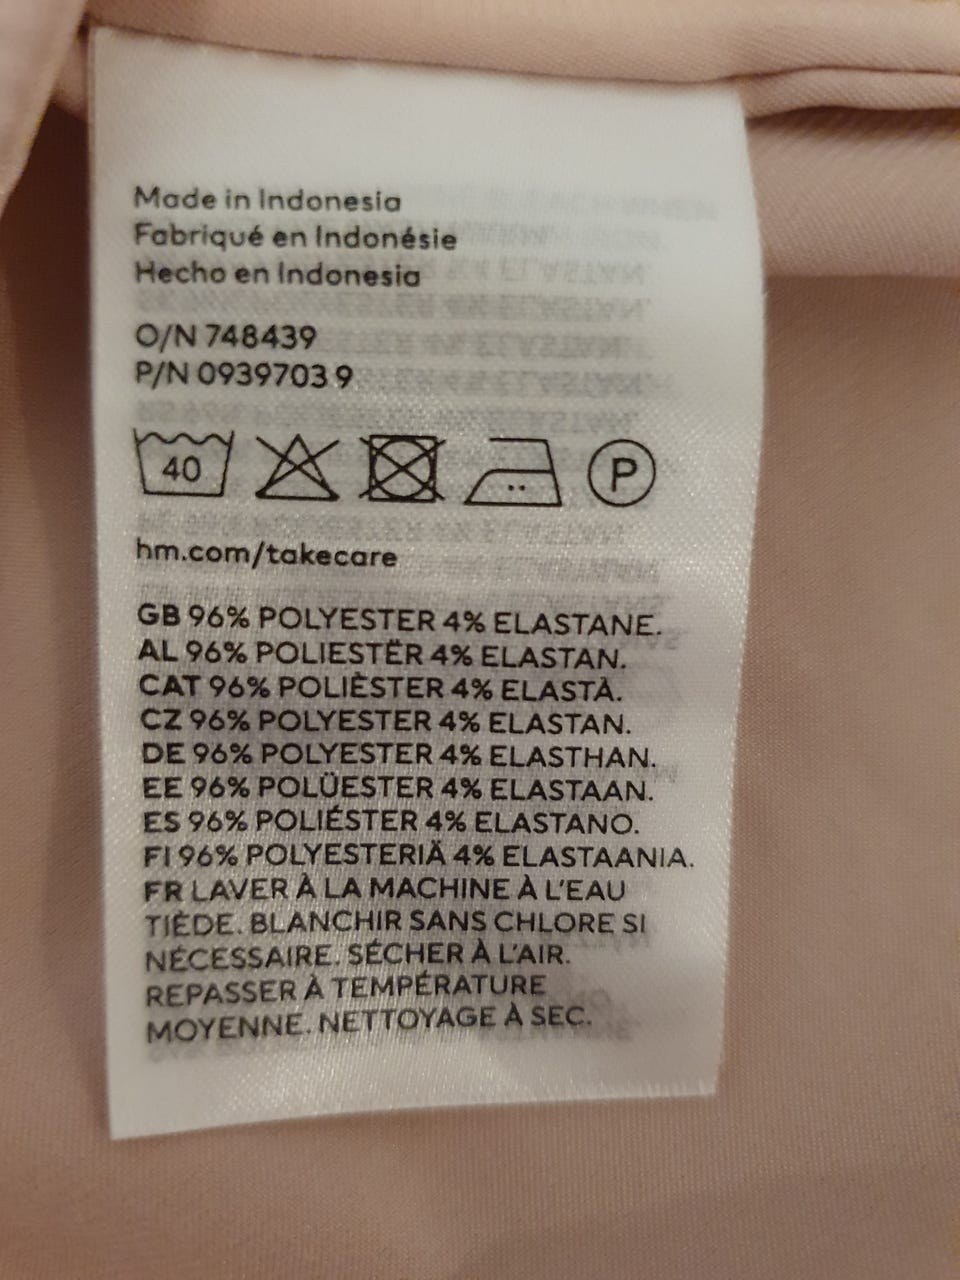 Made in Indonesia
Fabriqué en Indonésie
Hecho en Indonesia
O/N 748439
P/N 0939703 9
40 P
hm.com/takecare
GB 96% POLYESTER 4% ELASTANE.
AL 96% POLIESTËR 4% ELASTAN.
CAT 96% POLIÈSTER 4% ELASTÀ.
CZ 96% POLYESTER 4% ELASTAN.
DE 96% POLYESTER 4% ELASTHAN.
EE 96% POLÜESTER 4% ELASTAAN.
ES 96% POLIÉSTER 4% ELASTANO.
FI 96% POLYESTERIÄ 4% ELASTAANIA.
FR LAVER À LA MACHINE À L'EAU
TIÈDE. BLANCHIR SANS CHLORE SI
NÉCESSAIRE. SÉCHER À L'AIR.
REPASSER À TEMPÉRATURE
MOYENNE. NETTOYAGE À SEC.